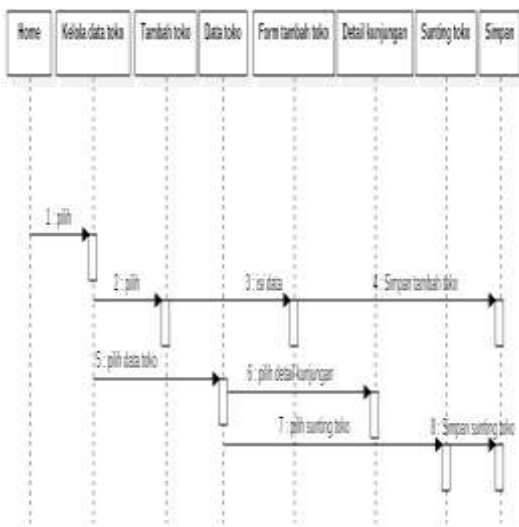 Home
Kelola data toko
Tambah toko
Data toko
Form tambah toko
Detail kunjungan
Sunting toko
Simpan
1 : pilih
2 : pilih
3 : isi data
4 : Simpan tambah toko
5 : pilih data toko
6 : pilih detail kunjungan
7 : pilih sunting toko
8 : Simpan sunting toko